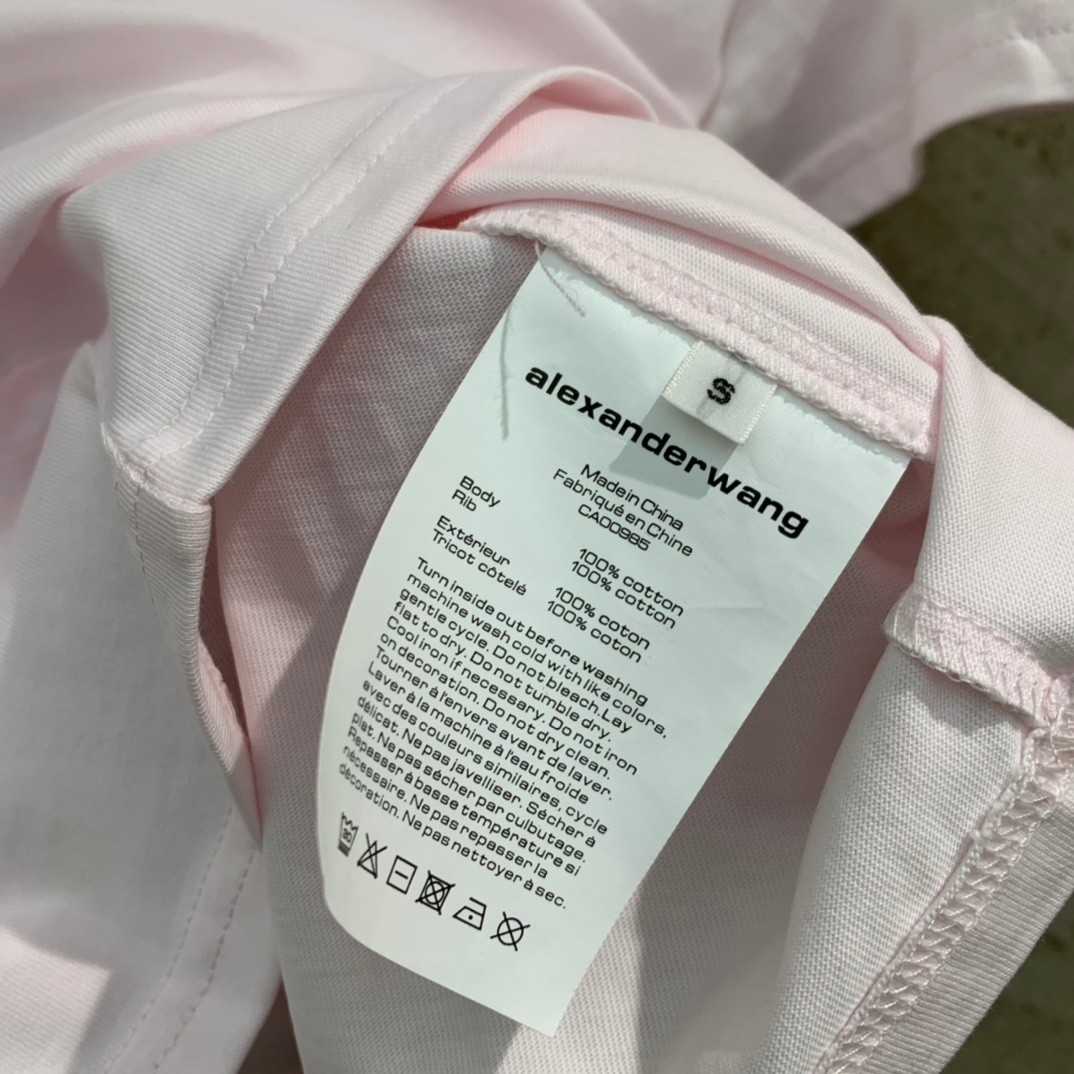 S
alexanderwang
Made in China
Fabriqué en Chine
CA00985
Body 100% cotton
Rib 100% cotton
Extérieur 100% coton
Tricot côtelé 100% coton
Turn inside out before washing
machine wash cold with like colors,
gentle cycle. Do not bleach. Lay
flat to dry. Do not tumble dry.
Cool iron if necessary. Do not iron
on decoration. Do not dry clean.
Tourner à l'envers avant de laver.
Laver à la machine à l'eau froide
avec des couleurs similaires, cycle
délicat. Ne pas javelliser. Sécher à
plat. Ne pas sécher par culbutage.
Repasser à basse température si
nécessaire. Ne pas repasser la
décoration. Ne pas nettoyer à sec.
30